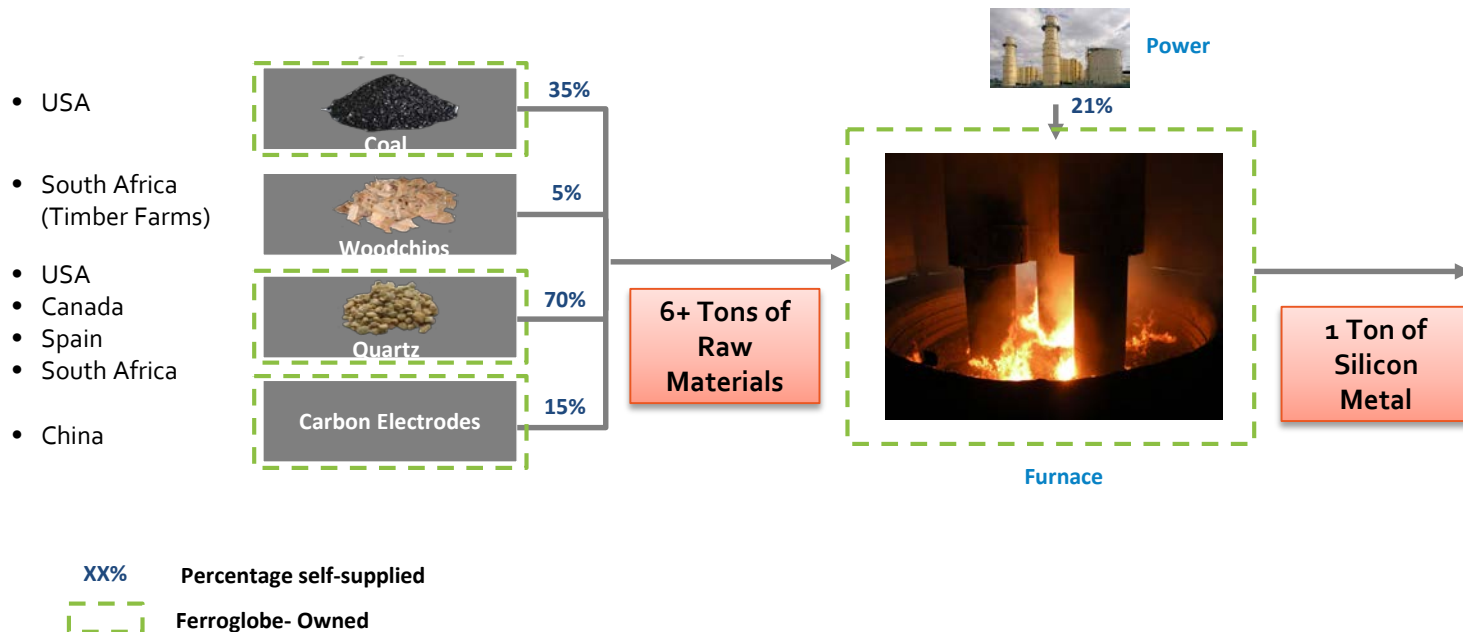 Power
• USA
35%
Coal
21%
• South Africa
(Timber Farms)
5%
Woodchips
• USA
• Canada
• Spain
• South Africa
70%
Quartz
6+ Tons of
Raw
Materials
1 Ton of
Silicon
Metal
• China
15%
Carbon Electrodes
Furnace
XX% Percentage self-supplied
Ferroglobe- Owned